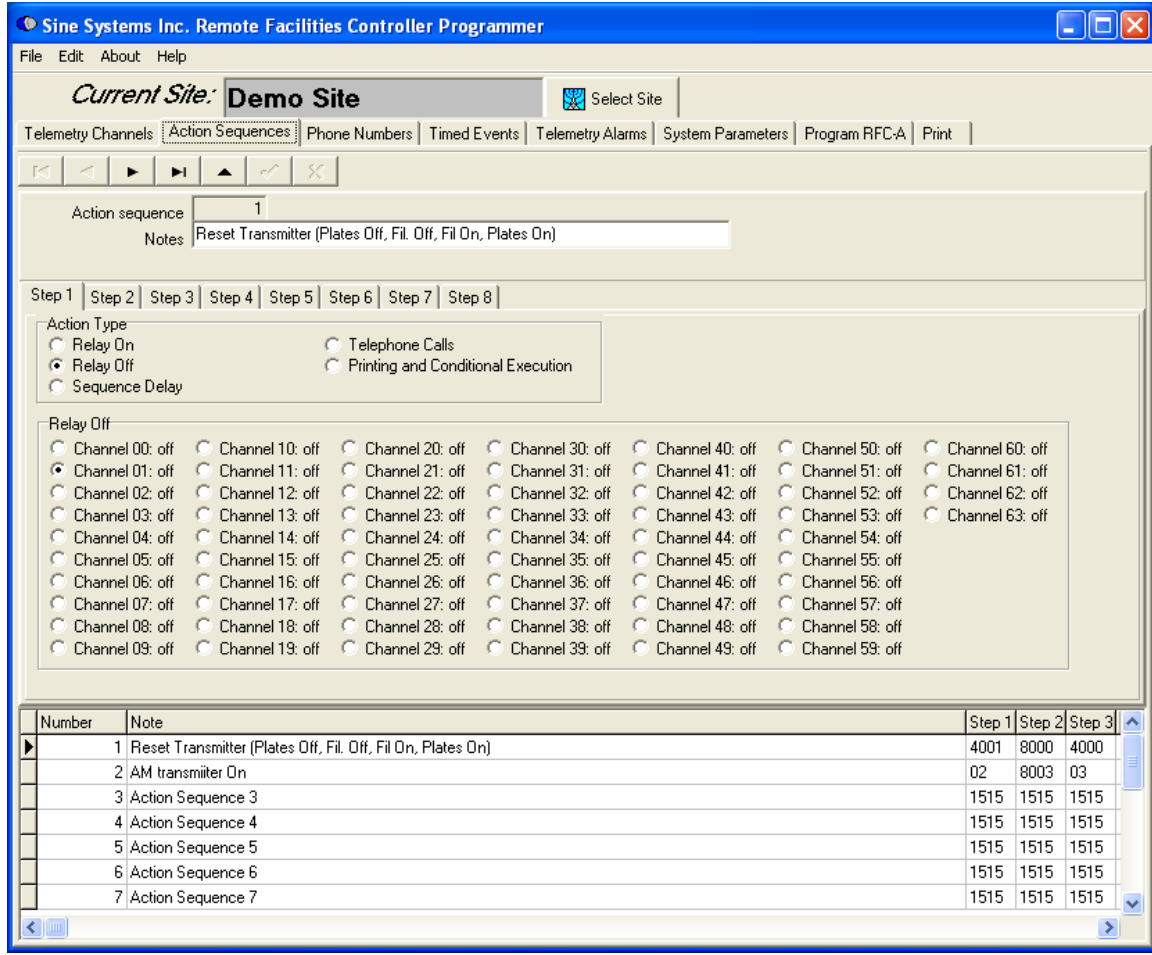 Sine Systems Inc. Remote Facilities Controller Programmer
File Edit About Help
Current Site: Demo Site Select Site
Telemetry Channels Action Sequences Phone Numbers Timed Events Telemetry Alarms System Parameters Program RFC-A Print
Action sequence 1
Notes Reset Transmitter (Plates Off, Fil. Off, Fil On, Plates On)
Step 1 Step 2 Step 3 Step 4 Step 5 Step 6 Step 7 Step 8
Action Type
Relay On Telephone Calls
Relay Off Printing and Conditional Execution
Sequence Delay
Relay Off
Channel 00: off Channel 10: off Channel 20: off Channel 30: off Channel 40: off Channel 50: off Channel 60: off
Channel 01: off Channel 11: off Channel 21: off Channel 31: off Channel 41: off Channel 51: off Channel 61: off
Channel 02: off Channel 12: off Channel 22: off Channel 32: off Channel 42: off Channel 52: off Channel 62: off
Channel 03: off Channel 13: off Channel 23: off Channel 33: off Channel 43: off Channel 53: off Channel 63: off
Channel 04: off Channel 14: off Channel 24: off Channel 34: off Channel 44: off Channel 54: off
Channel 05: off Channel 15: off Channel 25: off Channel 35: off Channel 45: off Channel 55: off
Channel 06: off Channel 16: off Channel 26: off Channel 36: off Channel 46: off Channel 56: off
Channel 07: off Channel 17: off Channel 27: off Channel 37: off Channel 47: off Channel 57: off
Channel 08: off Channel 18: off Channel 28: off Channel 38: off Channel 48: off Channel 58: off
Channel 09: off Channel 19: off Channel 29: off Channel 39: off Channel 49: off Channel 59: off
Number Note Step 1 Step 2 Step 3
1 Reset Transmitter (Plates Off, Fil. Off, Fil On, Plates On) 4001 8000 4000
2 AM transmiiter On 02 8003 03
3 Action Sequence 3 1515 1515 1515
4 Action Sequence 4 1515 1515 1515
5 Action Sequence 5 1515 1515 1515
6 Action Sequence 6 1515 1515 1515
7 Action Sequence 7 1515 1515 1515